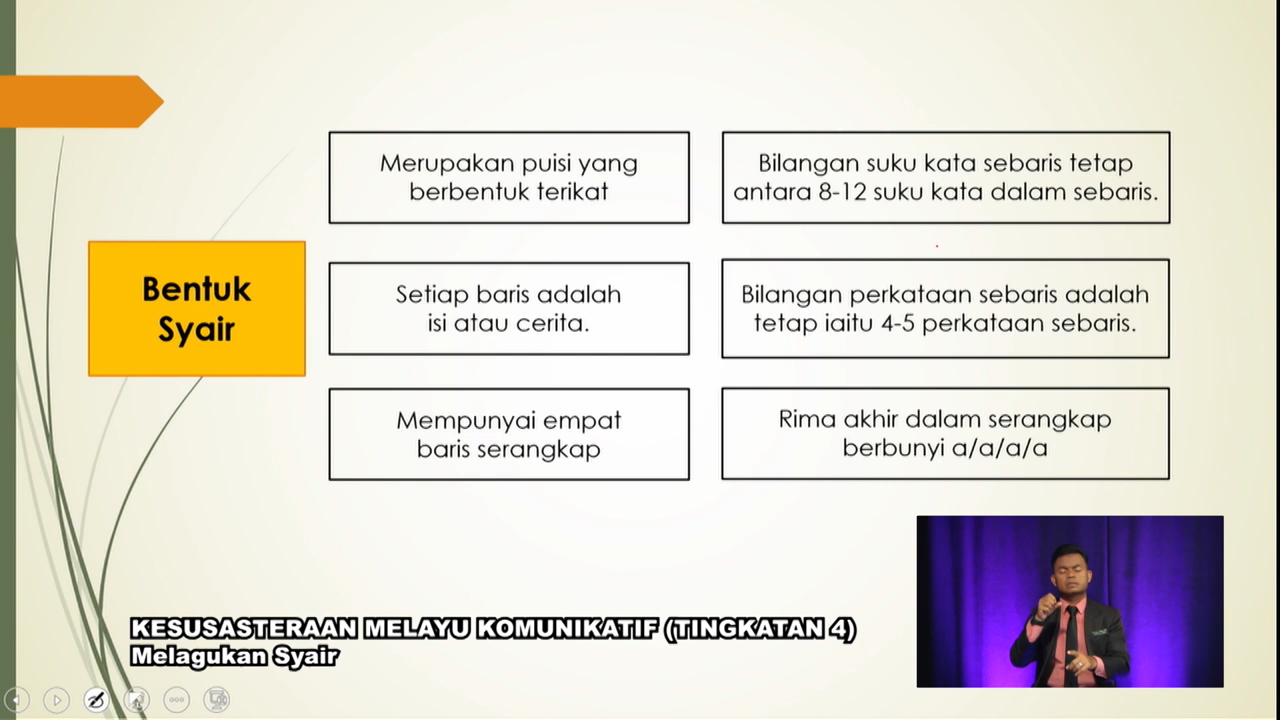 Bentuk
Syair
Merupakan puisi yang
berbentuk terikat
Bilangan suku kata sebaris tetap
antara 8-12 suku kata dalam sebaris.
Setiap baris adalah
isi atau cerita.
Bilangan perkataan sebaris adalah
tetap iaitu 4-5 perkataan sebaris.
Mempunyai empat
baris serangkap
Rima akhir dalam serangkap
berbunyi a/a/a/a
KESUSASTERAAN MELAYU KOMUNIKATIF (TINGKATAN 4)
Melagukan Syair